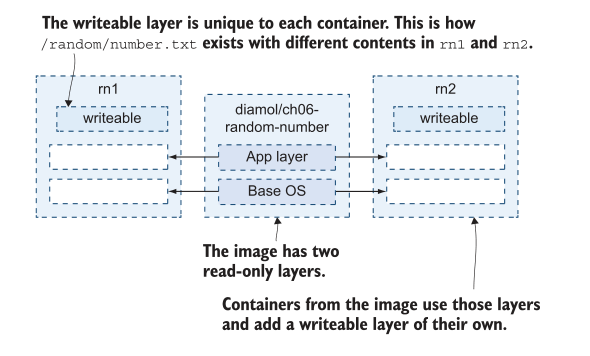 The writeable layer is unique to each container. This is how
/random/number.txt exists with different contents in rn1 and rn2.
rn1
diamol/ch06-
random-number
rn2
writeable
writeable
App layer
Base OS
The image has two
read-only layers.
Containers from the image use those layers
and add a writeable layer of their own.